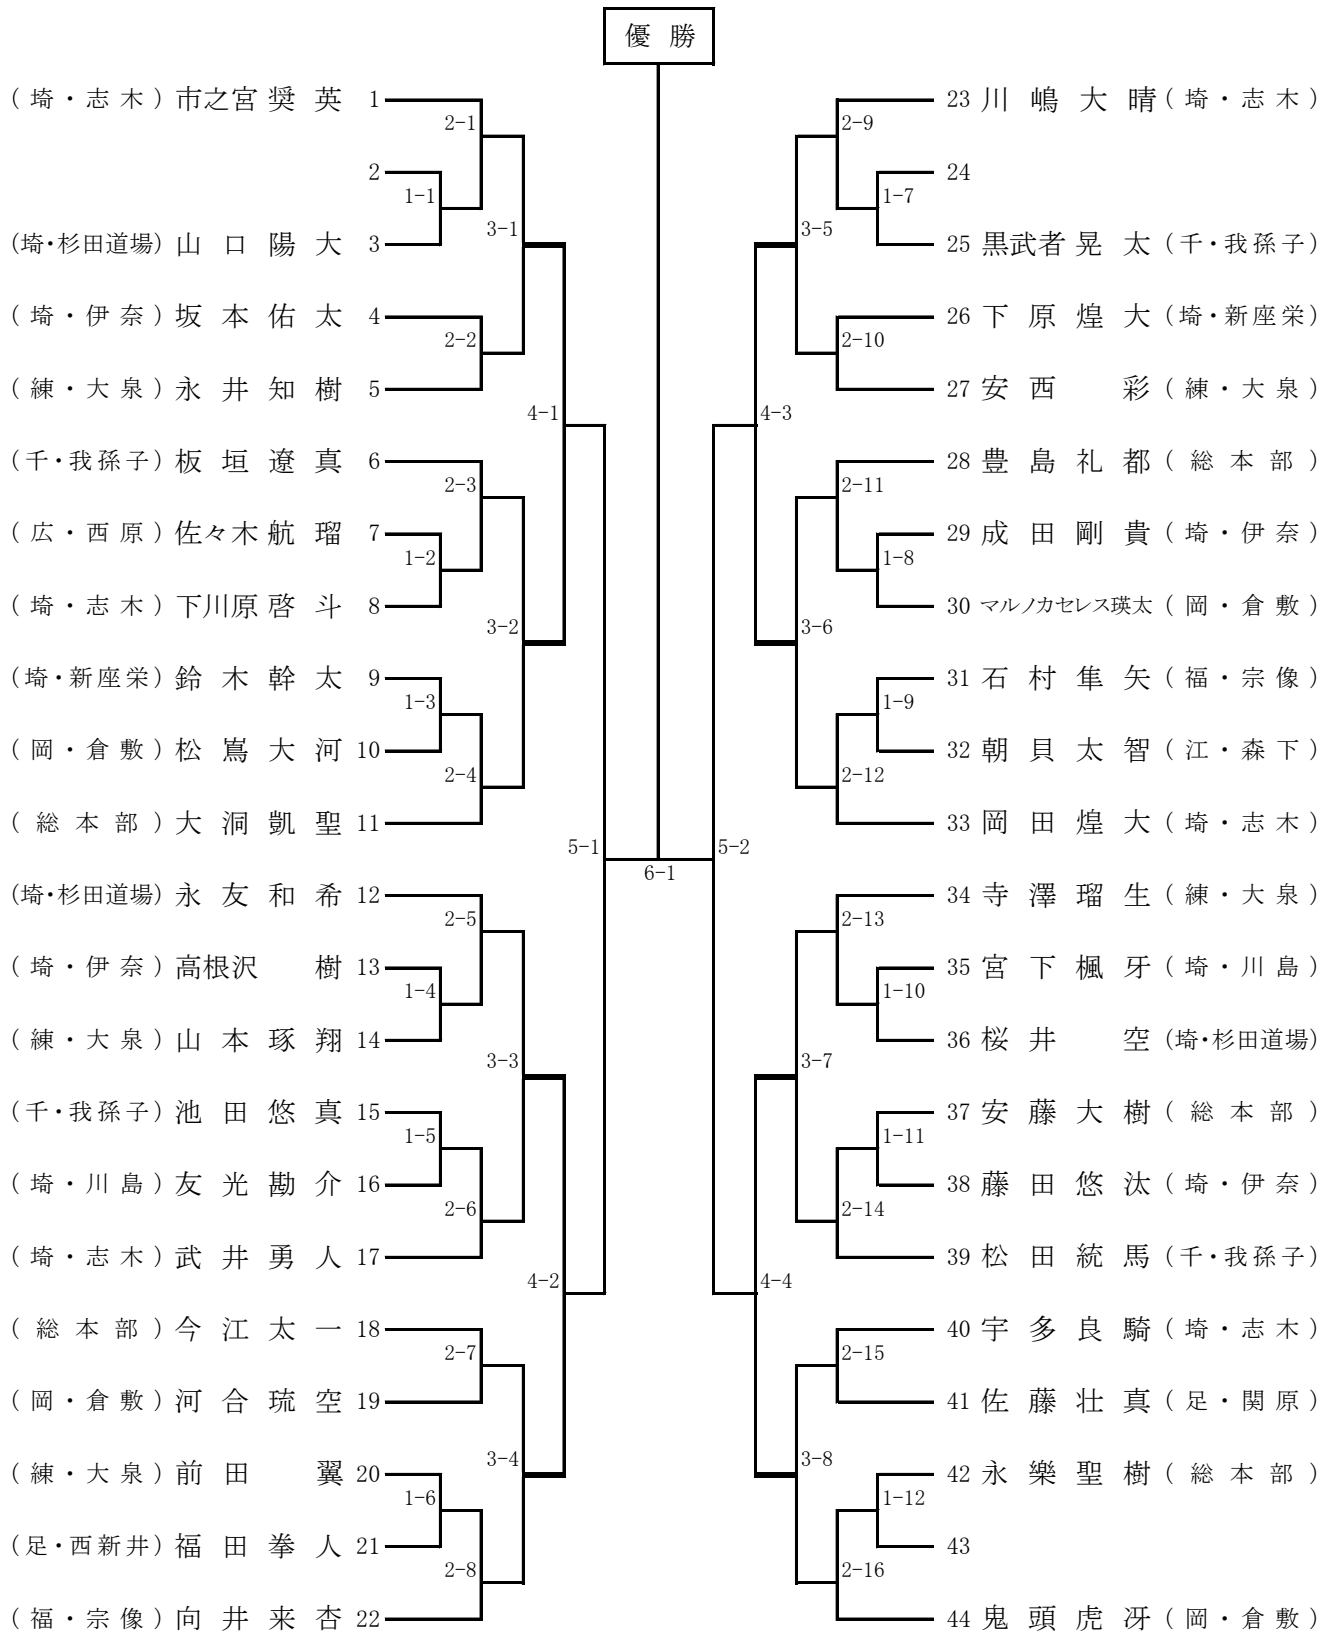 優勝
(埼・志木) 市之宮奨英 1
2-1
2
1-1
(埼・杉田道場) 山口陽大 3
3-1
(埼・伊奈) 坂本佑太 4
2-2
(練・大泉) 永井知樹 5
4-1
(千・我孫子) 板垣遼真 6
2-3
(広・西原) 佐々木航瑠 7
1-2
(埼・志木) 下川原啓斗 8
3-2
(埼・新座栄) 鈴木幹太 9
1-3
(岡・倉敷) 松嶌大河 10
2-4
(総本部) 大洞凱聖 11
5-1
6-1
(埼・杉田道場) 永友和希 12
2-5
(埼・伊奈) 高根沢 樹 13
1-4
(練・大泉) 山本琢翔 14
3-3
(千・我孫子) 池田悠真 15
1-5
(埼・川島) 友光勘介 16
2-6
(埼・志木) 武井勇人 17
4-2
(総本部) 今江太一 18
2-7
(岡・倉敷) 河合琉空 19
3-4
(練・大泉) 前田 翼 20
1-6
(足・西新井) 福田拳人 21
2-8
(福・宗像) 向井来杏 22
23 川嶋大晴 (埼・志木)
2-9
24
1-7
25 黒武者晃太 (千・我孫子)
3-5
26 下原煌大 (埼・新座栄)
2-10
27 安西 彩 (練・大泉)
4-3
28 豊島礼都 (総本部)
2-11
29 成田剛貴 (埼・伊奈)
1-8
30 マルノカセレス瑛太 (岡・倉敷)
3-6
31 石村隼矢 (福・宗像)
1-9
32 朝貝太智 (江・森下)
2-12
33 岡田煌大 (埼・志木)
5-2
34 寺澤瑠生 (練・大泉)
2-13
35 宮下楓牙 (埼・川島)
1-10
36 桜井 空 (埼・杉田道場)
3-7
37 安藤大樹 (総本部)
1-11
38 藤田悠汰 (埼・伊奈)
2-14
39 松田統馬 (千・我孫子)
4-4
40 宇多良騎 (埼・志木)
2-15
41 佐藤壮真 (足・関原)
3-8
42 永樂聖樹 (総本部)
1-12
43
2-16
44 鬼頭虎冴 (岡・倉敷)